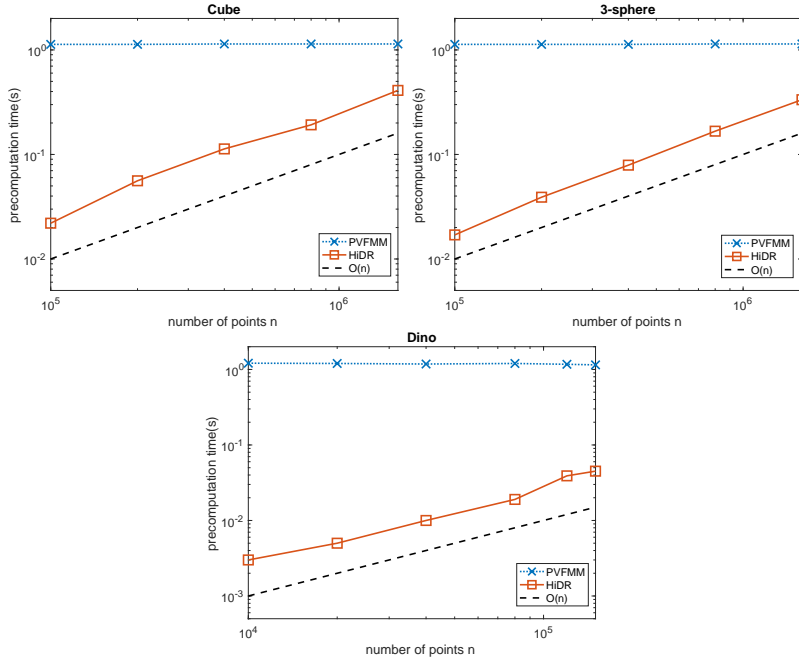 Cube
10^0
10^-1
10^-2
precomputation time(s)
PVFMM
HiDR
O(n)
10^5
10^6
number of points n
3-sphere
10^0
10^-1
10^-2
precomputation time(s)
PVFMM
HiDR
O(n)
10^5
10^6
number of points n
Dino
10^0
10^-1
10^-2
10^-3
precomputation time(s)
PVFMM
HiDR
O(n)
10^4
10^5
number of points n